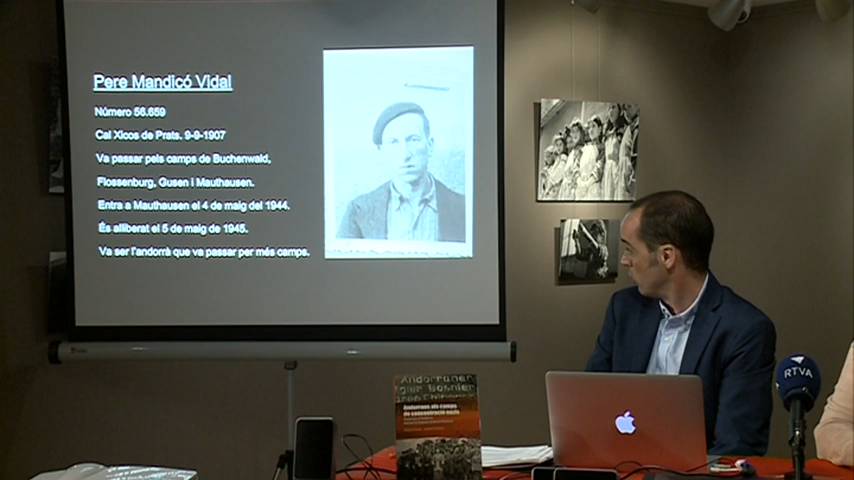 Pere Mandicó Vidal
Número 56.659
Cal Xicos de Prats. 9-9-1907
Va passar pels camps de Buchenwald,
Flossenburg, Gusen i Mauthausen.
Entra a Mauthausen el 4 de maig del 1944.
És alliberat el 5 de maig de 1945.
Va ser l'andorrà que va passar per més camps.
Andorraner
Bosnier
Andorrans als camps
de concentració nazis
RTVA